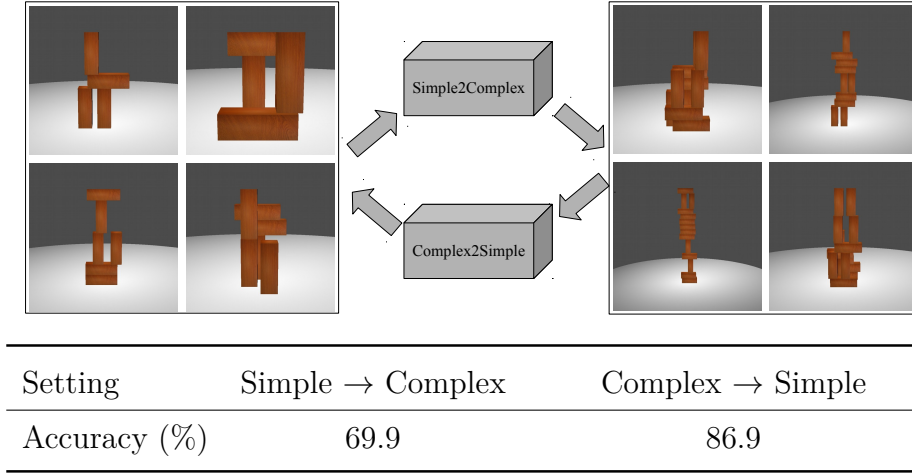 Simple2Complex
Complex2Simple
Setting Simple → Complex Complex → Simple
Accuracy (%) 69.9 86.9